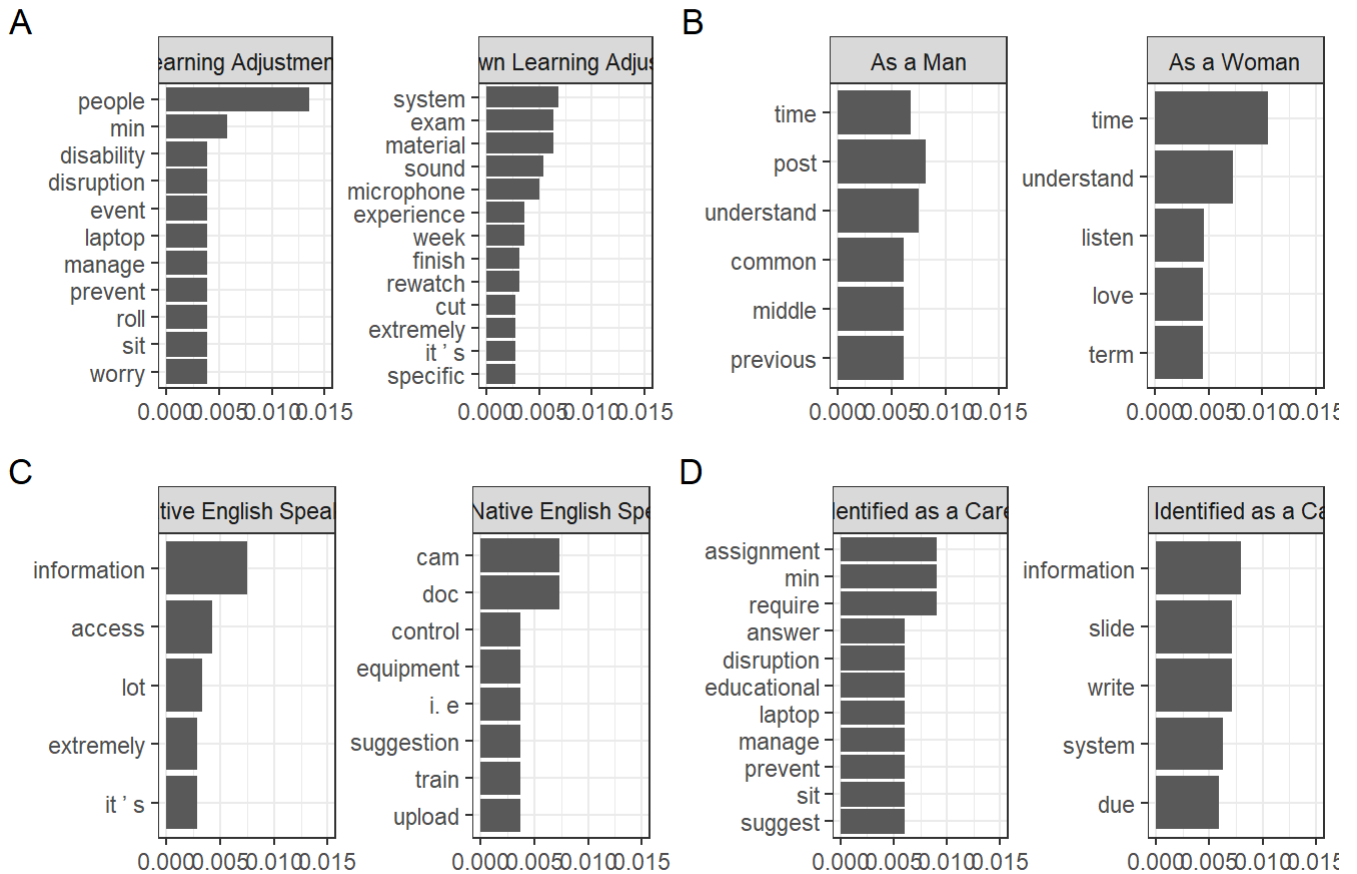 A
earning Adjustmen
people
min
disability
disruption
event
laptop
manage
prevent
roll
sit
worry
0.000 0.005 0.010 0.015
wn Learning Adjus
system
exam
material
sound
microphone
experience
week
finish
rewatch
cut
extremely
it ’ s
specific
0.000 0.005 0.010 0.015
B
As a Man
time
post
understand
common
middle
previous
0.000 0.005 0.010 0.015
As a Woman
time
understand
listen
love
term
0.000 0.005 0.010 0.015
C
tive English Speak
information
access
lot
extremely
it ’ s
0.000 0.005 0.010 0.015
Native English Spe
cam
doc
control
equipment
i. e
suggestion
train
upload
0.000 0.005 0.010 0.015
D
dentified as a Care
assignment
min
require
answer
disruption
educational
laptop
manage
prevent
sit
suggest
0.000 0.005 0.010 0.015
Identified as a Ca
information
slide
write
system
due
0.000 0.005 0.010 0.015